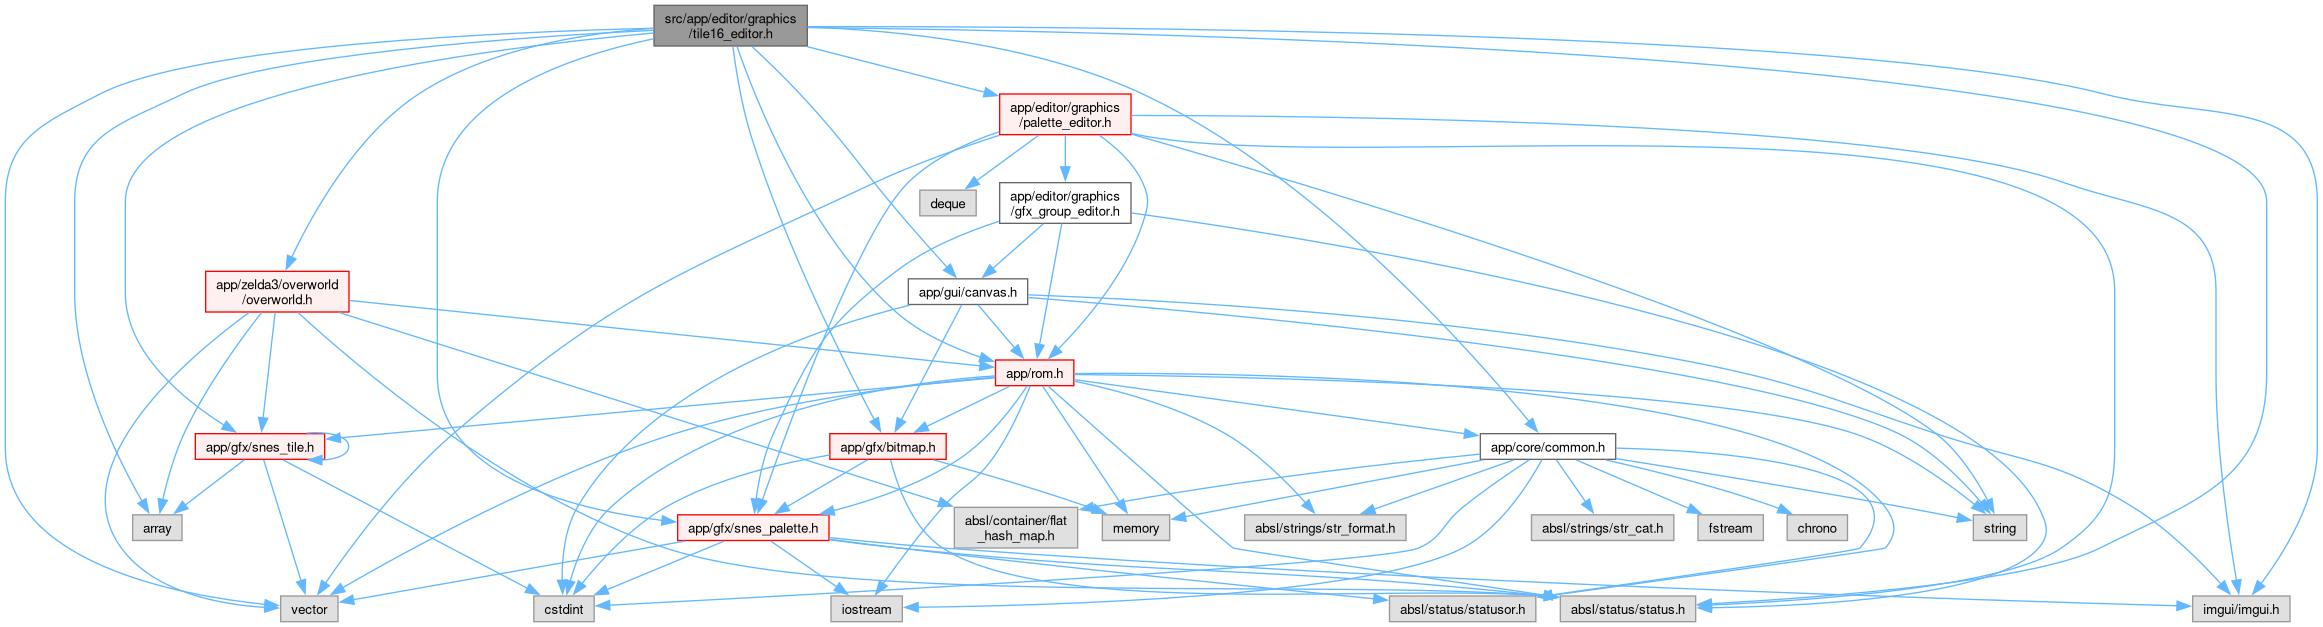 src/app/editor/graphics
/tile16_editor.h
app/editor/graphics
/palette_editor.h
deque
app/editor/graphics
/gfx_group_editor.h
app/zelda3/overworld
/overworld.h
app/gui/canvas.h
app/rom.h
app/gfx/snes_tile.h
app/gfx/bitmap.h
app/core/common.h
array
app/gfx/snes_palette.h
absl/container/flat
_hash_map.h
memory
absl/strings/str_format.h
absl/strings/str_cat.h
fstream
chrono
string
vector
cstdint
iostream
absl/status/statusor.h
absl/status/status.h
imgui/imgui.h